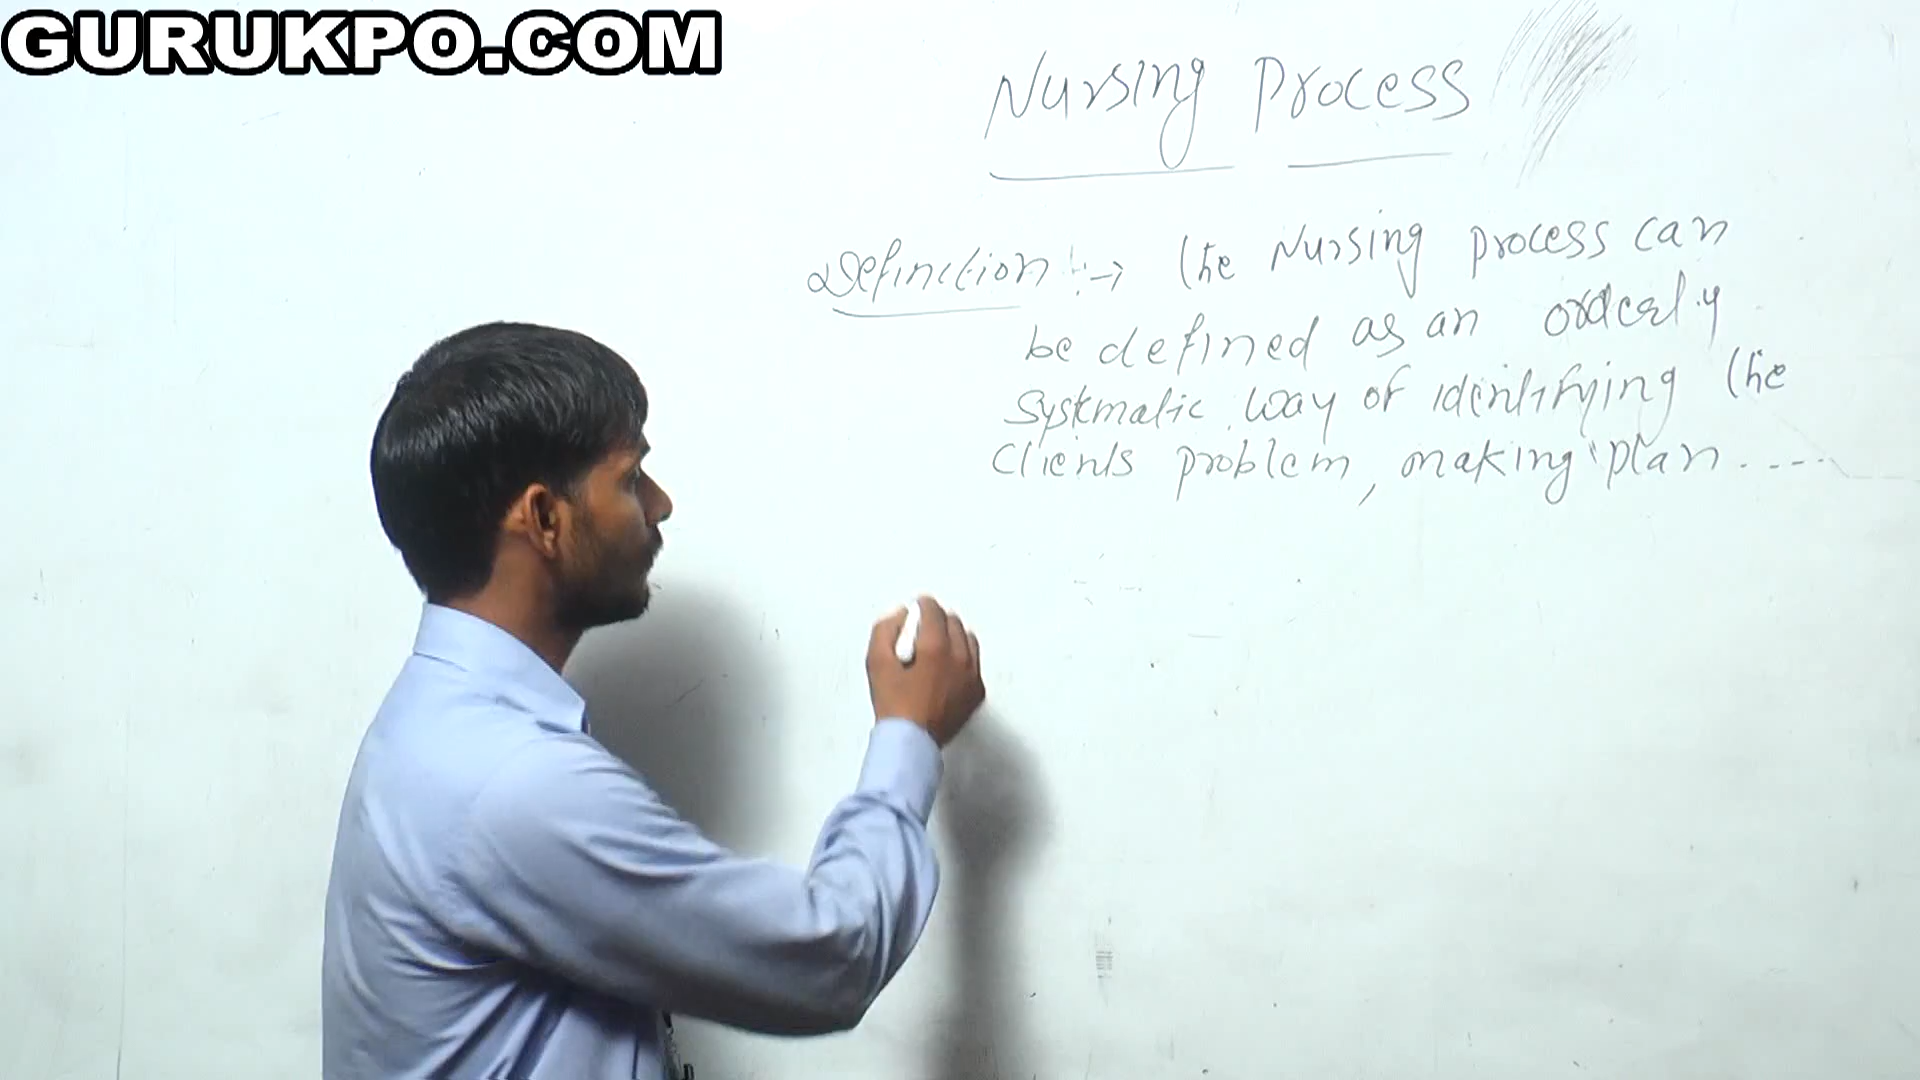 GURUKPO.COM
Nursing Process
Definction :→ The Nursing process can
be defined as an orderly
systematic way of identifying the
Clients problem, making plan....